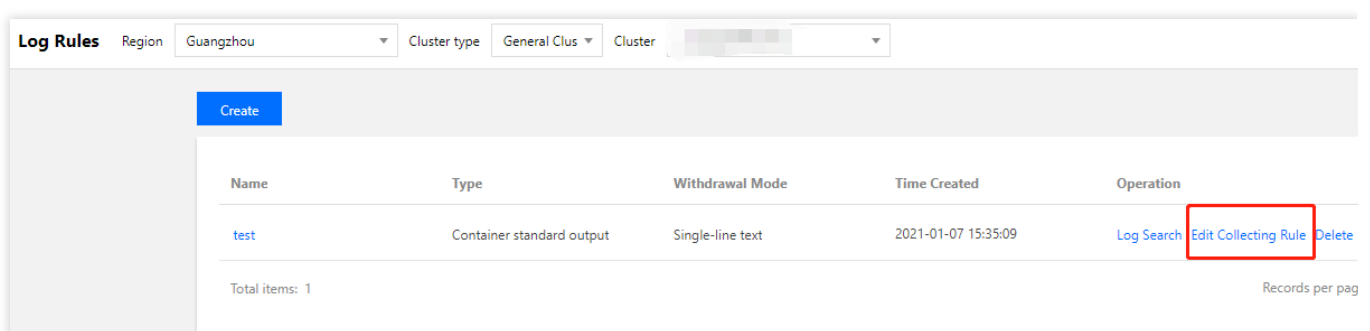 Log Rules Region Guangzhou Cluster type General Clus Cluster
Create
Name Type Withdrawal Mode Time Created Operation
test Container standard output Single-line text 2021-01-07 15:35:09 Log Search Edit Collecting Rule Delete
Total items: 1 Records per pag